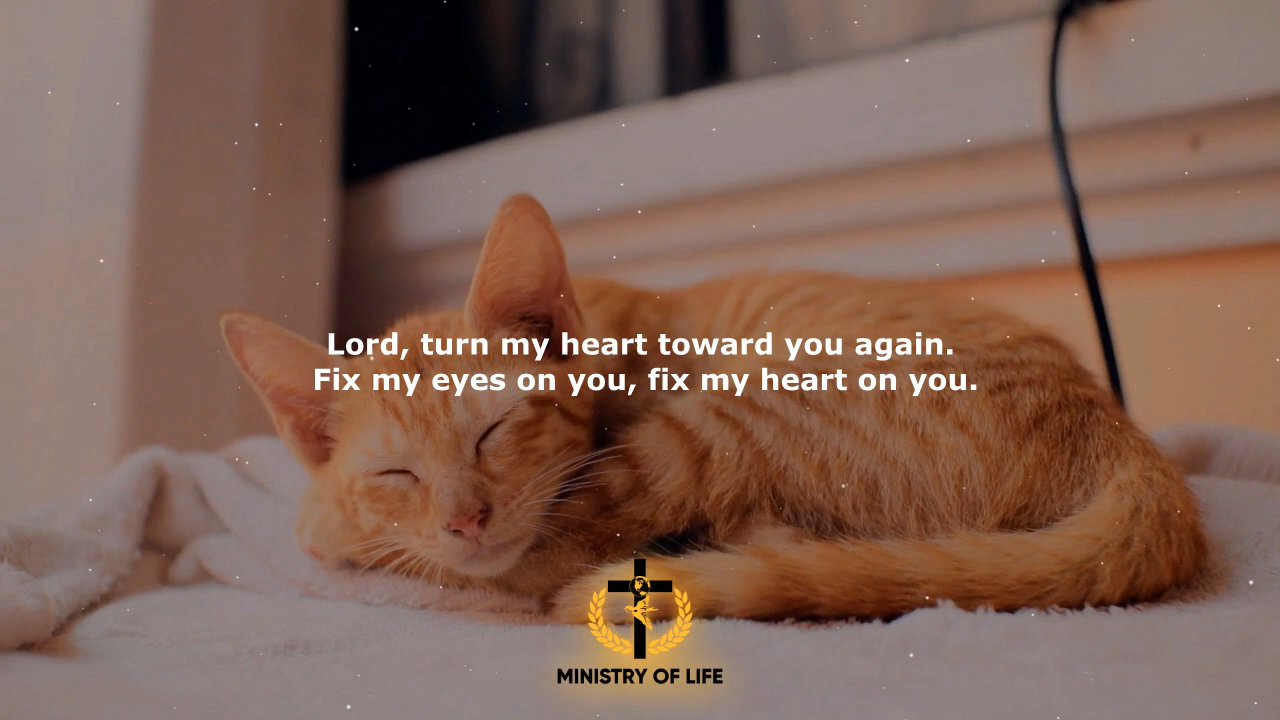 Lord, turn my heart toward you again.
Fix my eyes on you, fix my heart on you.
MINISTRY OF LIFE